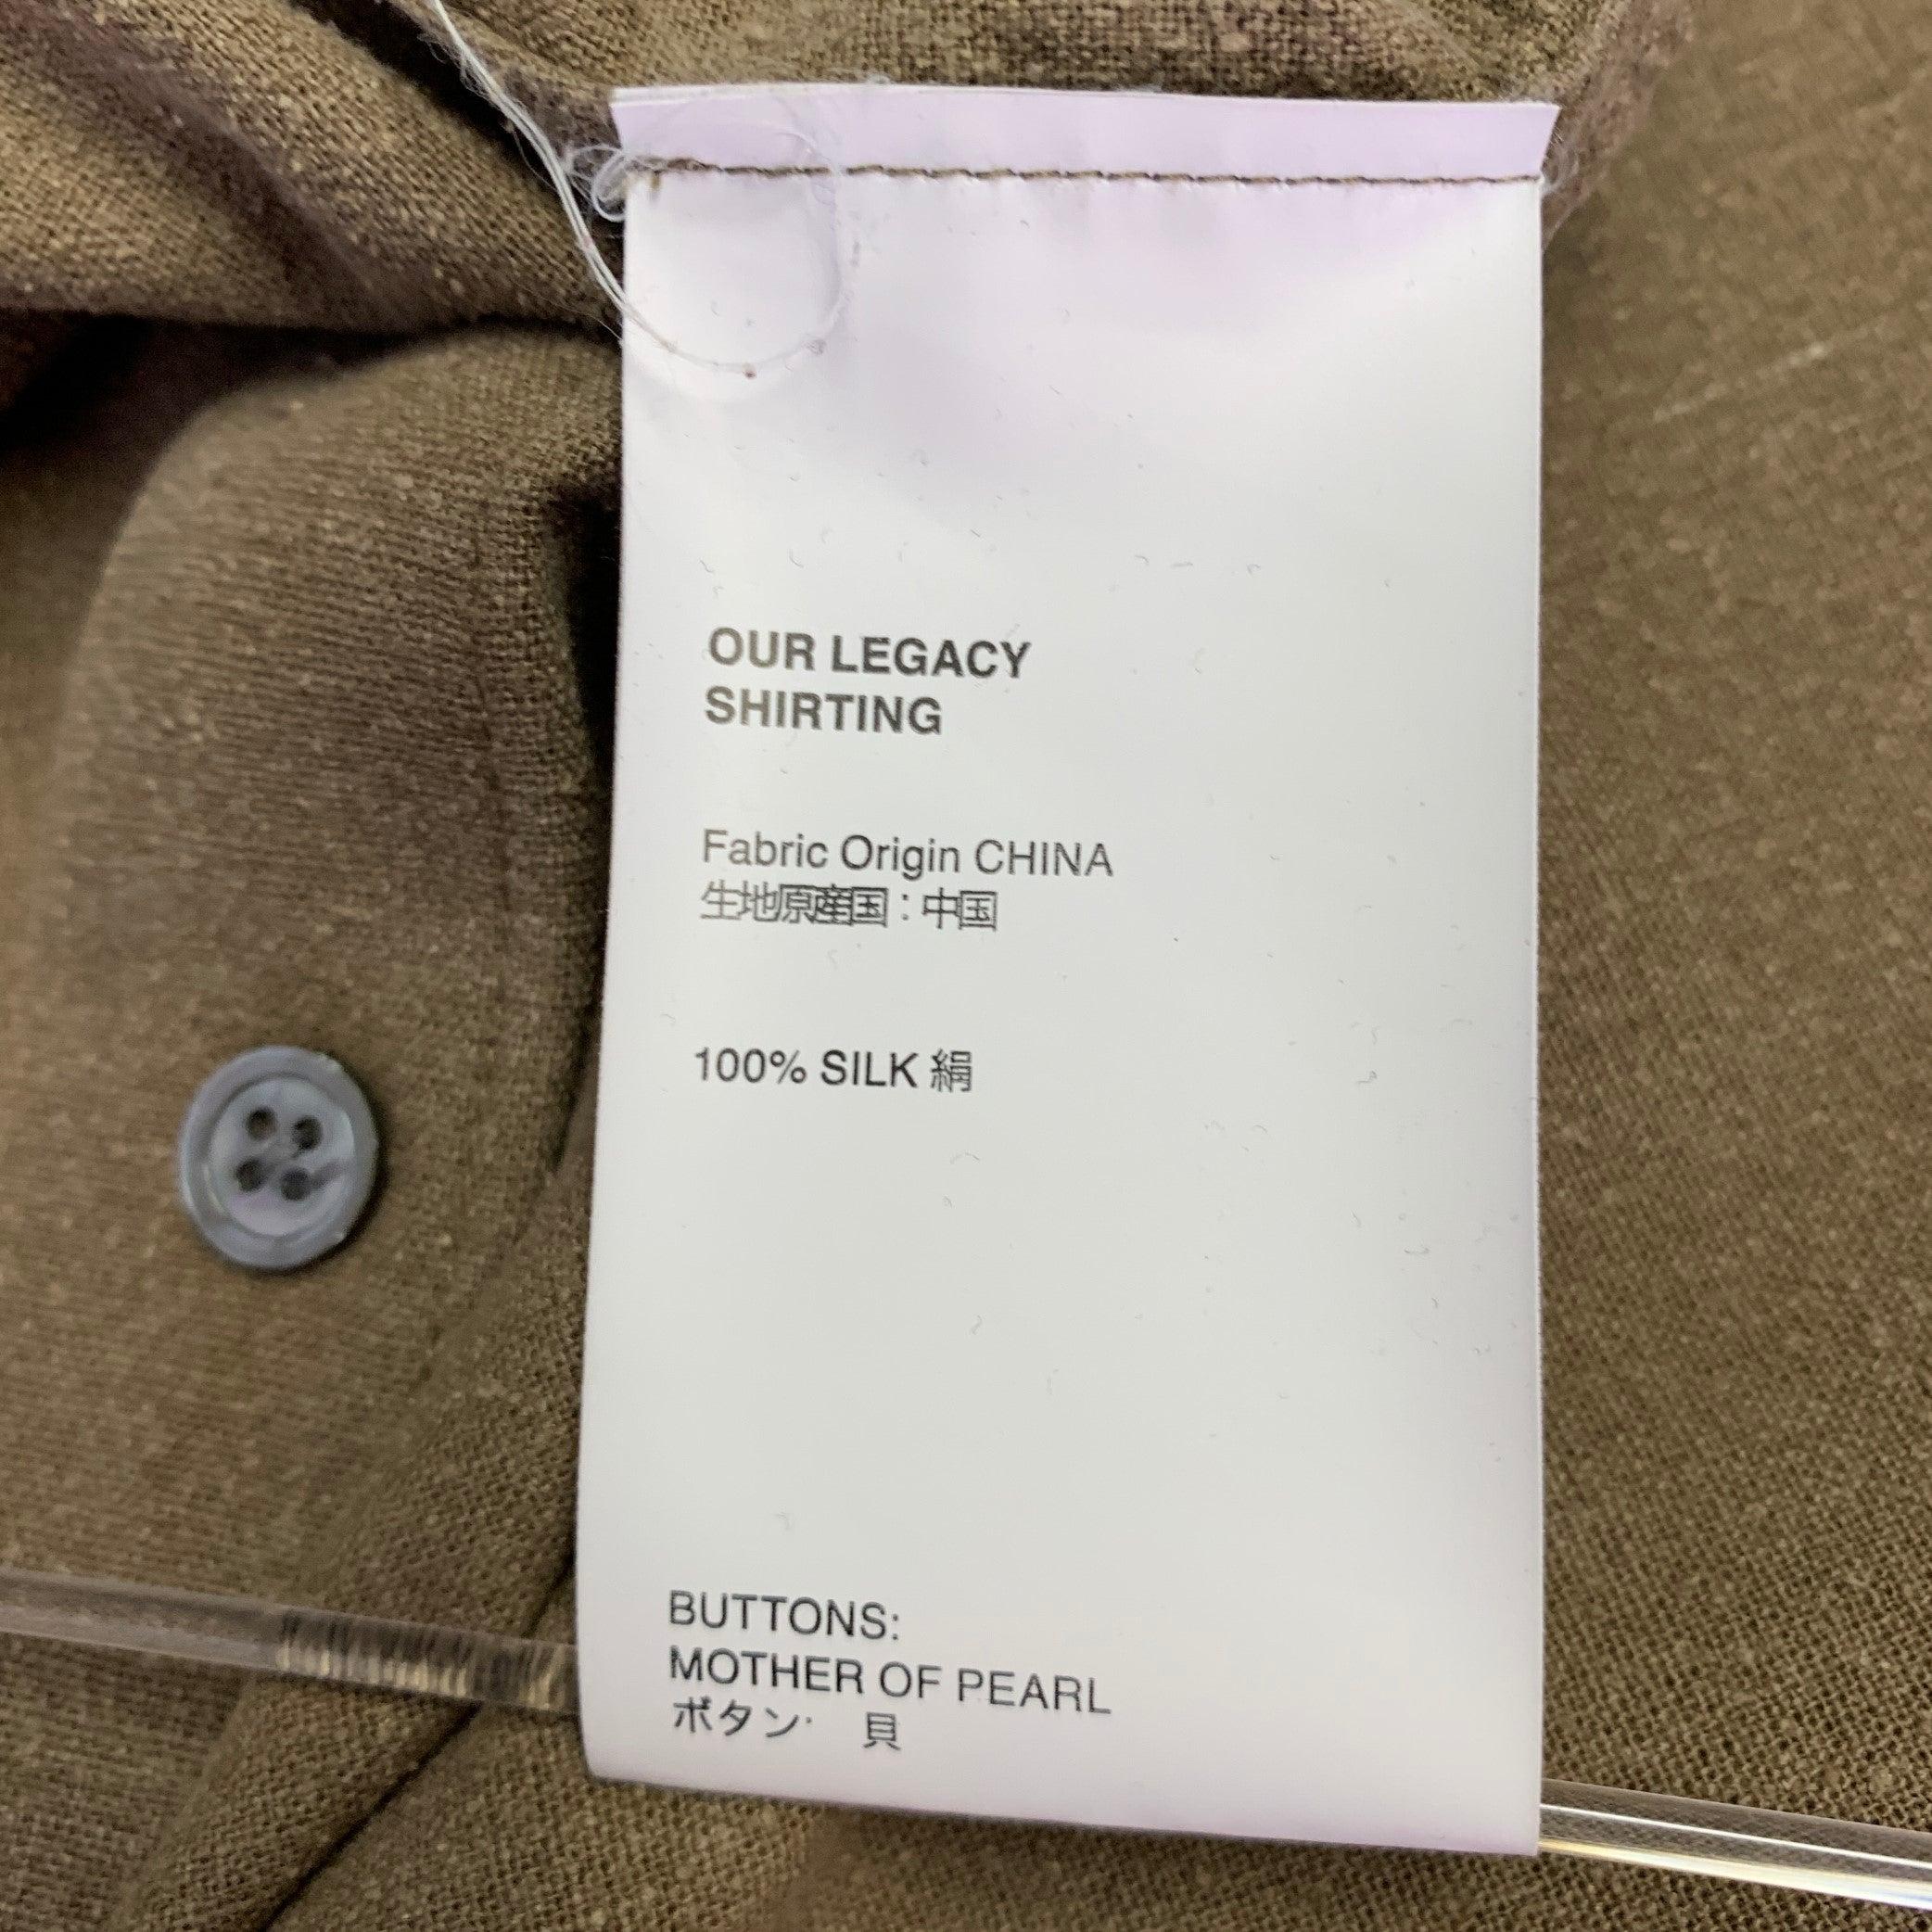 OUR LEGACY
SHIRTING
Fabric Origin CHINA
生地原産国：中国
100% SILK 絹
BUTTONS:
MOTHER OF PEARL
ボタン・ 貝